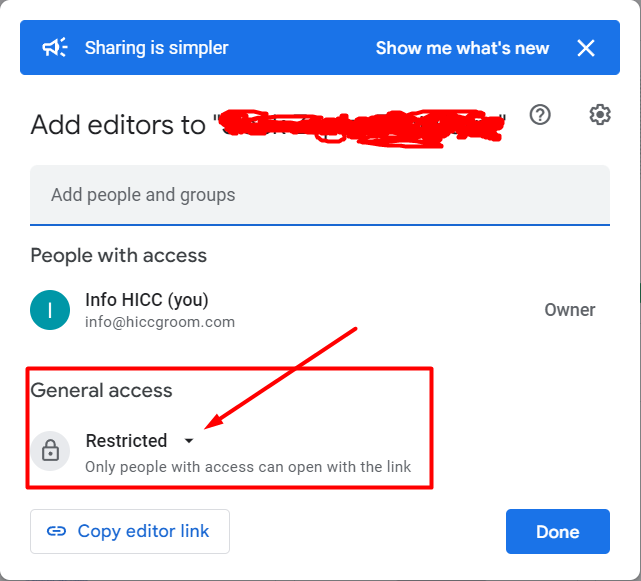 Sharing is simpler Show me what's new
Add editors to "
Add people and groups
People with access
I
Info HICC (you)
info@hiccgroom.com
Owner
General access
Restricted
Only people with access can open with the link
Copy editor link
Done